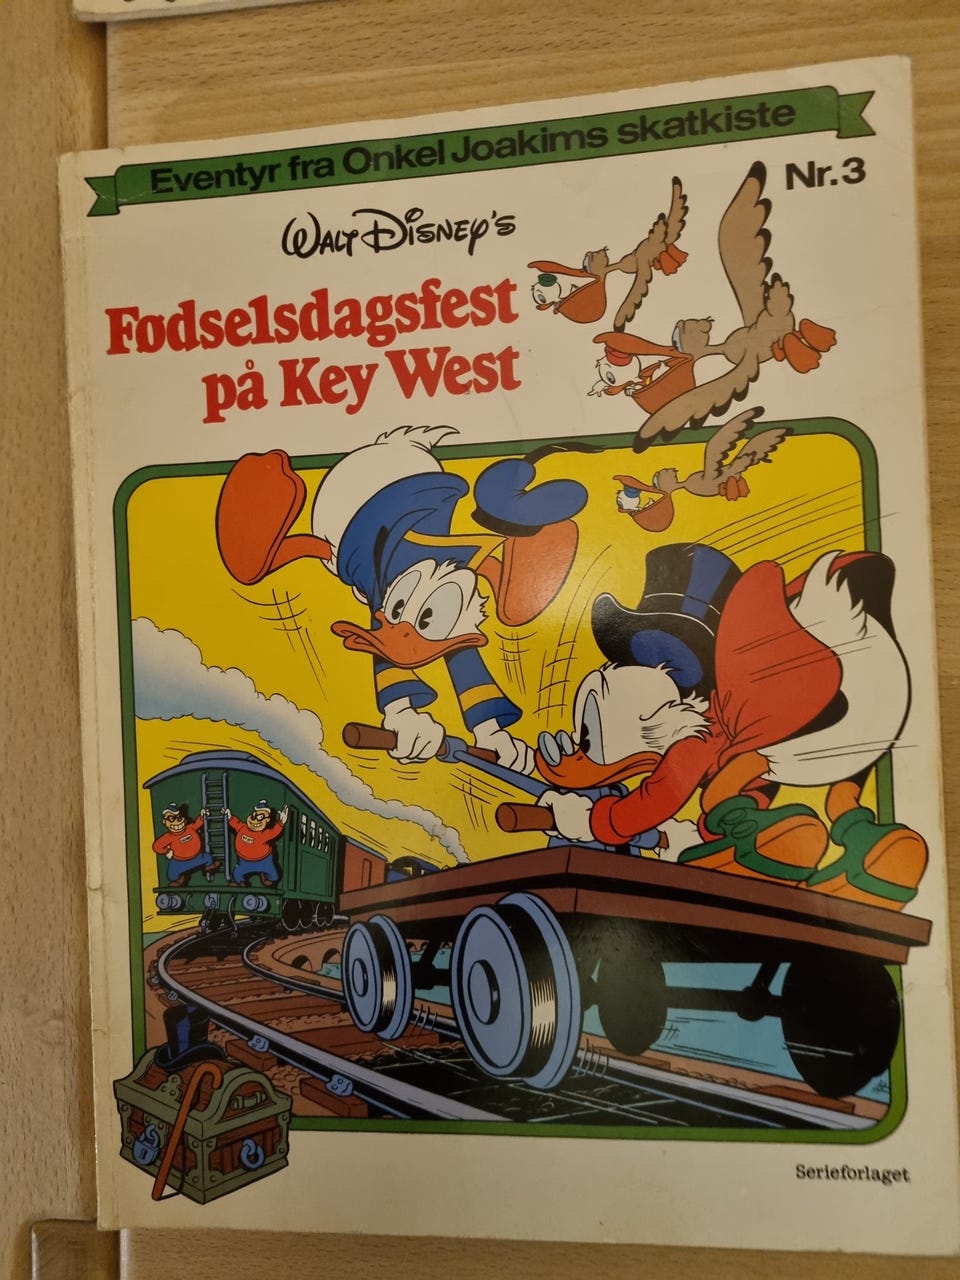 Eventyr fra Onkel Joakims skatkiste
Nr. 3
WALT DISNEY'S
Fødselsdagsfest
på Key West
Serieforlaget